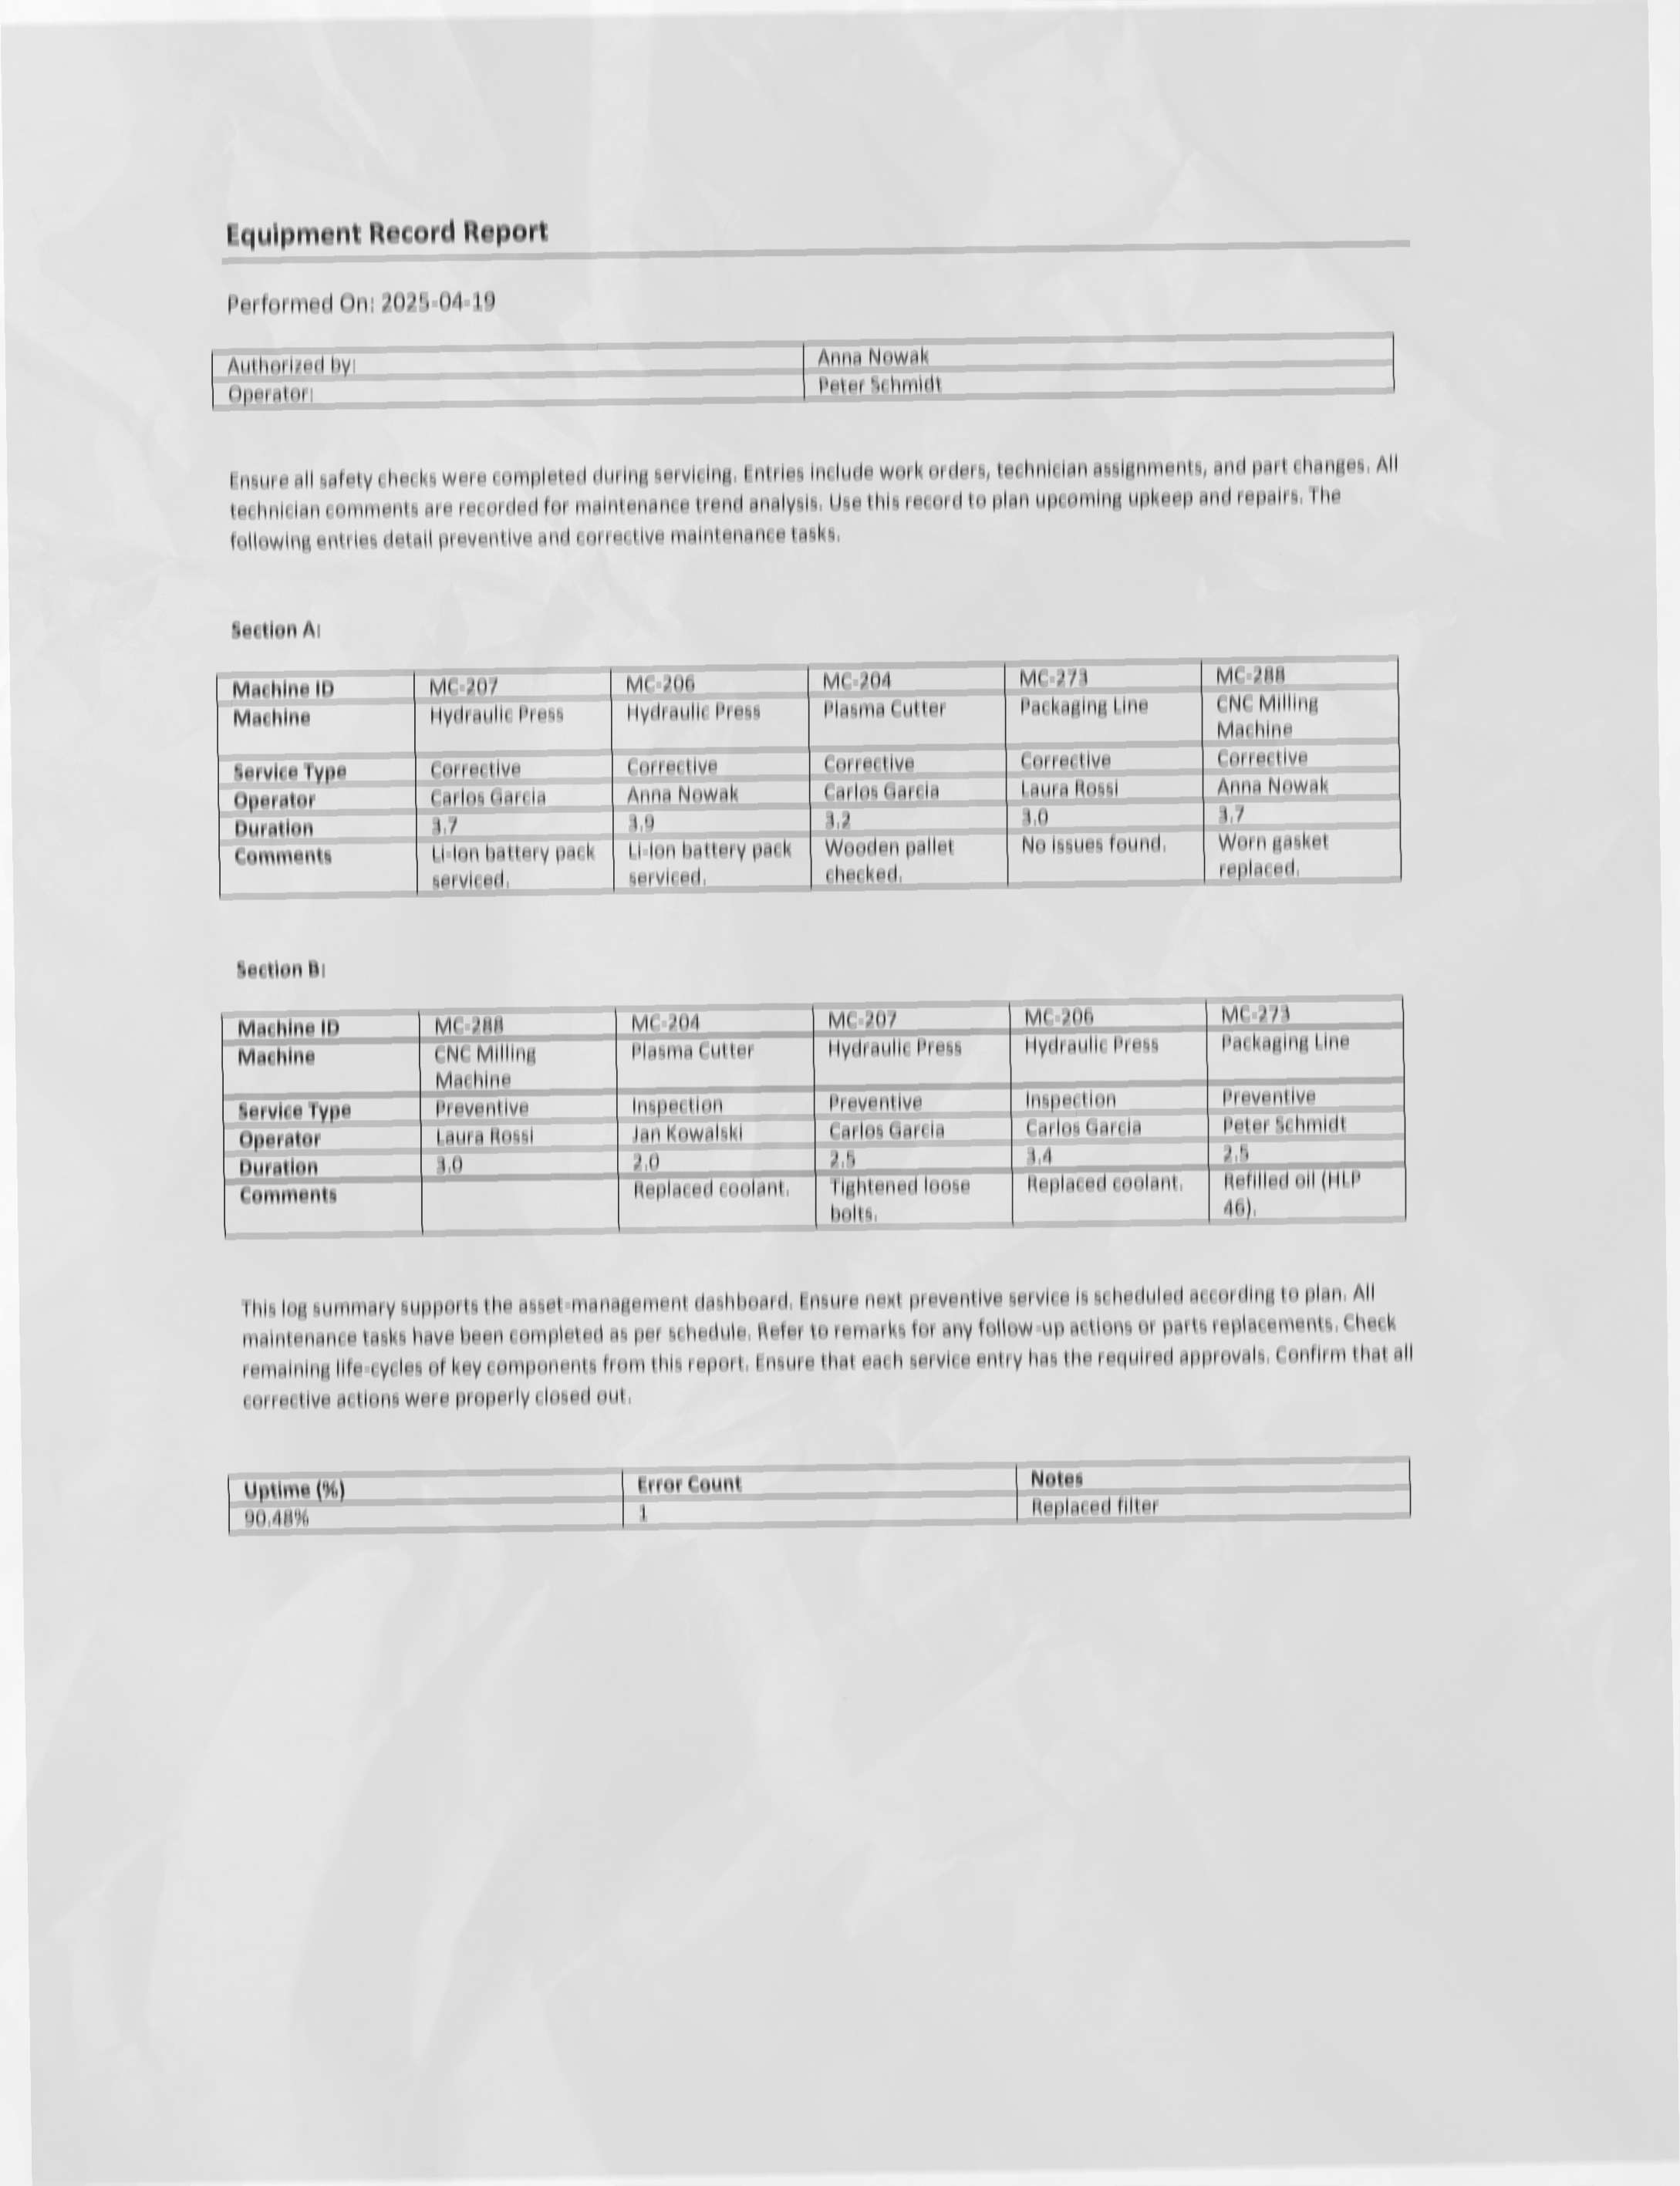 Equipment Record Report
Performed On: 2025-04-19
Authorized by: Anna Nowak
Operator: Peter Schmidt
Ensure all safety checks were completed during servicing. Entries include work orders, technician assignments, and part changes. All
technician comments are recorded for maintenance trend analysis. Use this record to plan upcoming upkeep and repairs. The
following entries detail preventive and corrective maintenance tasks.
Section A:
Machine ID MC-207 MC-206 MC-204 MC-273 MC-288
Machine Hydraulic Press Hydraulic Press Plasma Cutter Packaging Line CNC Milling
Machine
Service Type Corrective Corrective Corrective Corrective Corrective
Operator Carlos Garcia Anna Nowak Carlos Garcia Laura Rossi Anna Nowak
Duration 3.7 3.9 3.2 3.0 3.7
Comments Li-Ion battery pack Li-Ion battery pack Wooden pallet No issues found. Worn gasket
serviced. serviced. checked. replaced.
Section B:
Machine ID MC-288 MC-204 MC-207 MC-206 MC-273
Machine CNC Milling Plasma Cutter Hydraulic Press Hydraulic Press Packaging Line
Machine
Service Type Preventive Inspection Preventive Inspection Preventive
Operator Laura Rossi Jan Kowalski Carlos Garcia Carlos Garcia Peter Schmidt
Duration 3.0 2.0 2.5 3.4 2.5
Comments Replaced coolant. Tightened loose Replaced coolant. Refilled oil (HLP
bolts. 46).
This log summary supports the asset-management dashboard. Ensure next preventive service is scheduled according to plan. All
maintenance tasks have been completed as per schedule. Refer to remarks for any follow-up actions or parts replacements. Check
remaining life-cycles of key components from this report. Ensure that each service entry has the required approvals. Confirm that all
corrective actions were properly closed out.
Uptime (%) Error Count Notes
90.48% 1 Replaced filter